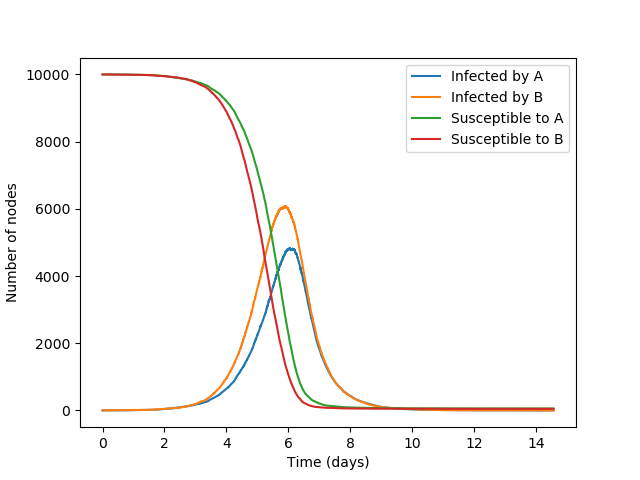 Infected by A
Infected by B
Susceptible to A
Susceptible to B
10000
8000
6000
4000
2000
0
Number of nodes
0 2 4 6 8 10 12 14
Time (days)